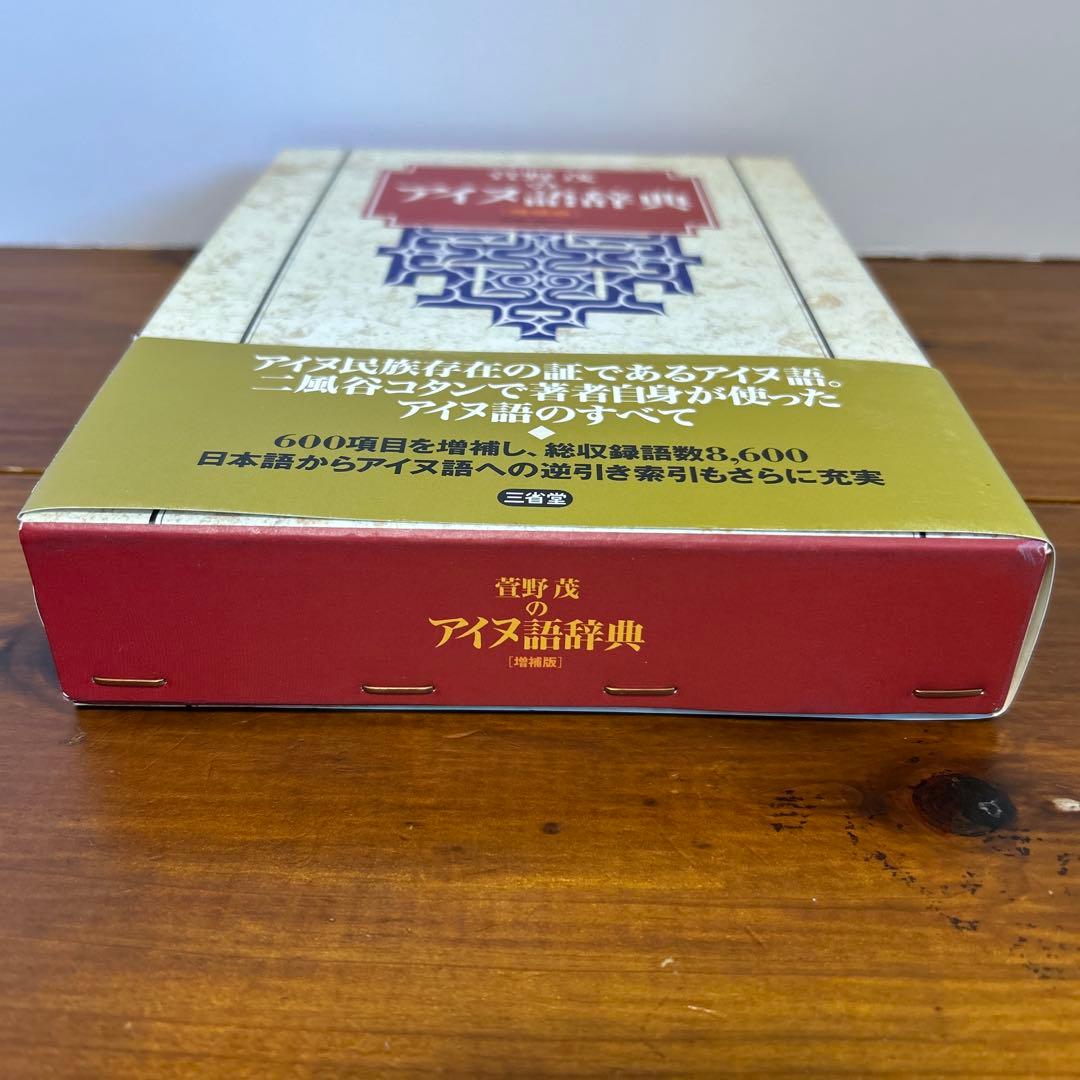 萱野 茂
の
アイヌ語辞典
[増補版]
アイヌ民族存在の証であるアイヌ語。
二風谷コタンで著者自身が使った
アイヌ語のすべて
600項目を増補し、総収録語数8,600
日本語からアイヌ語への逆引き索引もさらに充実
三省堂
萱野 茂
の
アイヌ語辞典
[増補版]